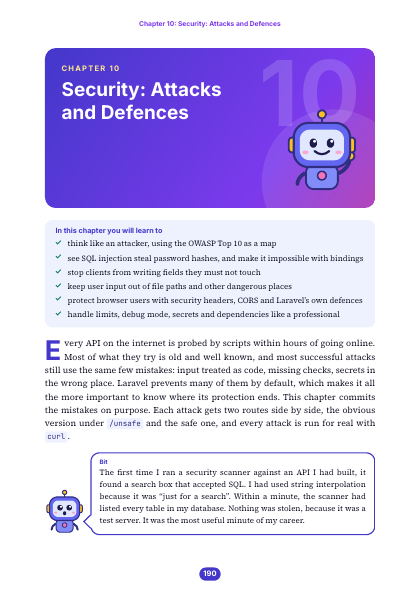 Chapter 10: Security: Attacks and Defences
CHAPTER 10
10
Security: Attacks
and Defences
In this chapter you will learn to
think like an attacker, using the OWASP Top 10 as a map
see SQL injection steal password hashes, and make it impossible with bindings
stop clients from writing fields they must not touch
keep user input out of file paths and other dangerous places
protect browser users with security headers, CORS and Laravel's own defences
handle limits, debug mode, secrets and dependencies like a professional
Every API on the internet is probed by scripts within hours of going online.
Most of what they try is old and well known, and most successful attacks
still use the same few mistakes: input treated as code, missing checks, secrets in
the wrong place. Laravel prevents many of them by default, which makes it all
the more important to know where its protection ends. This chapter commits
the mistakes on purpose. Each attack gets two routes side by side, the obvious
version under /unsafe and the safe one, and every attack is run for real with
curl.
Bit
The first time I ran a security scanner against an API I had built, it
found a search box that accepted SQL. I had used string interpolation
because it was “just for a search”. Within a minute, the scanner had
listed every table in my database. Nothing was stolen, because it was a
test server. It was the most useful minute of my career.
190